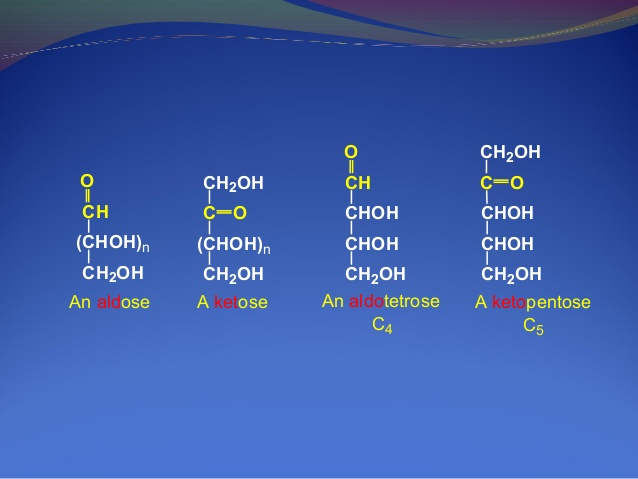 O
CH
(CHOH)n
CH2OH
An aldose
CH2OH
C O
(CHOH)n
CH2OH
A ketose
O
CH
CHOH
CHOH
CH2OH
An aldotetrose
C4
CH2OH
C O
CHOH
CHOH
CH2OH
A ketopentose
C5